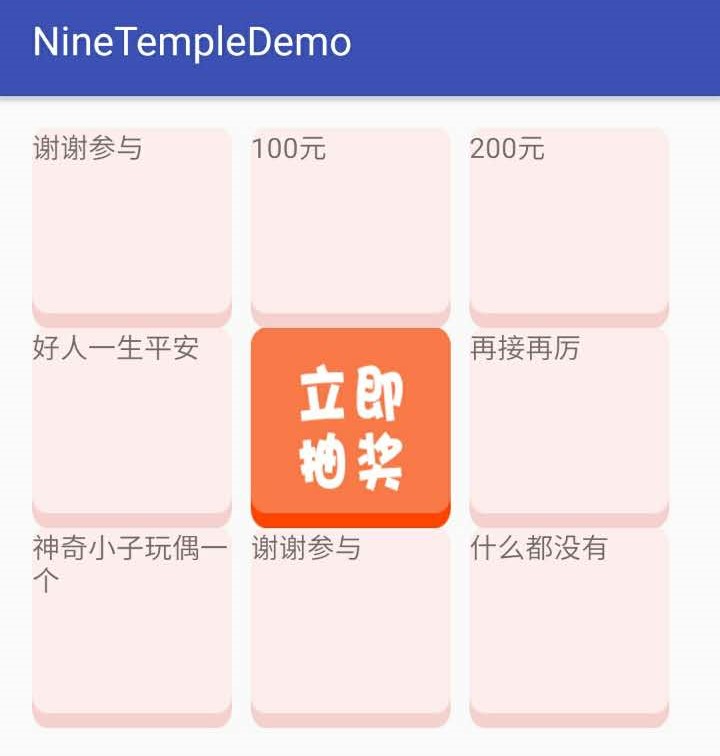 NineTempleDemo
谢谢参与
100元
200元
好人一生平安
立即
抽奖
再接再厉
神奇小子玩偶一
个
谢谢参与
什么都没有